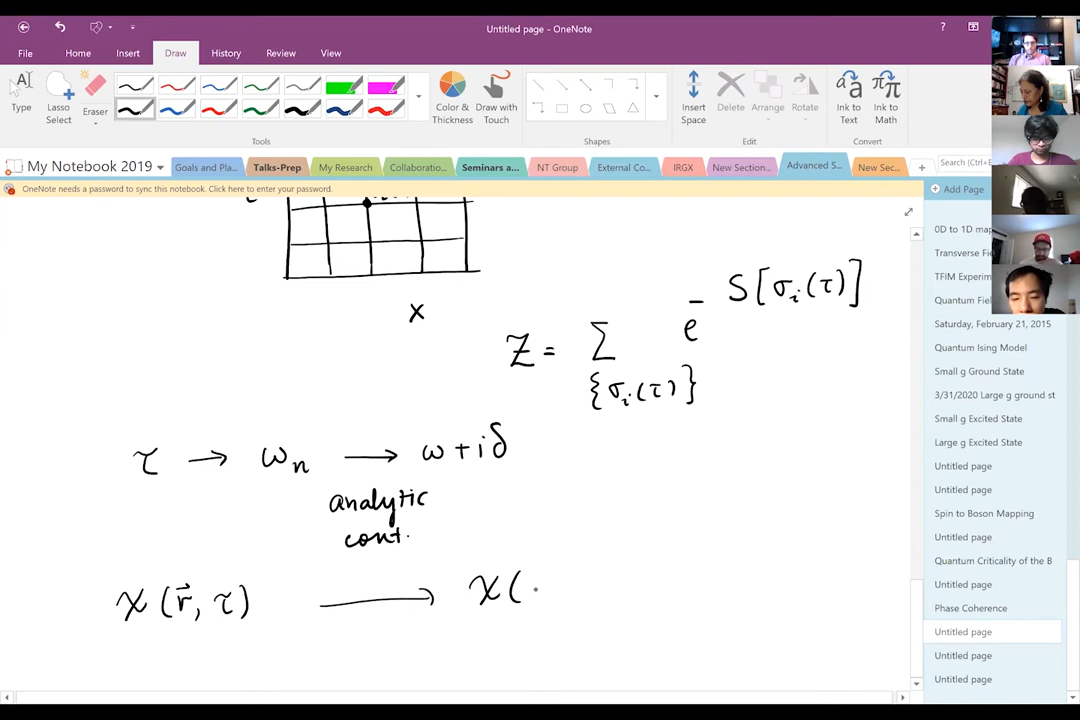 Untitled page - OneNote
?
File Home Insert Draw History Review View
Type
Lasso Select
Eraser
Color & Thickness
Draw with Touch
Insert Space
Delete
Arrange
Rotate
Ink to Text
Ink to Math
Tools
Shapes
Edit
Convert
My Notebook 2019
Goals and Pla...
Talks-Prep
My Research
Collaboratio...
Seminars a...
NT Group
External Co...
IRGX
New Section...
Advanced S...
New Sec...
Search (Ctrl+E
OneNote needs a password to sync this notebook. Click here to enter your password.
Add Page
0D to 1D map
Transverse Fi
TFIM Experim
Quantum Fiel
Saturday, February 21, 2015
Quantum Ising Model
Small g Ground State
3/31/2020 Large g ground st
Small g Excited State
Large g Excited State
Untitled page
Untitled page
Spin to Boson Mapping
Untitled page
Quantum Criticality of the B
Untitled page
Phase Coherence
Untitled page
Untitled page
Untitled page
x
Z = Σ e^- S[σi(τ)]
{σi(τ)}
τ → ωn → ω + iδ
analytic
cont.
χ (r⃗, τ) → χ(